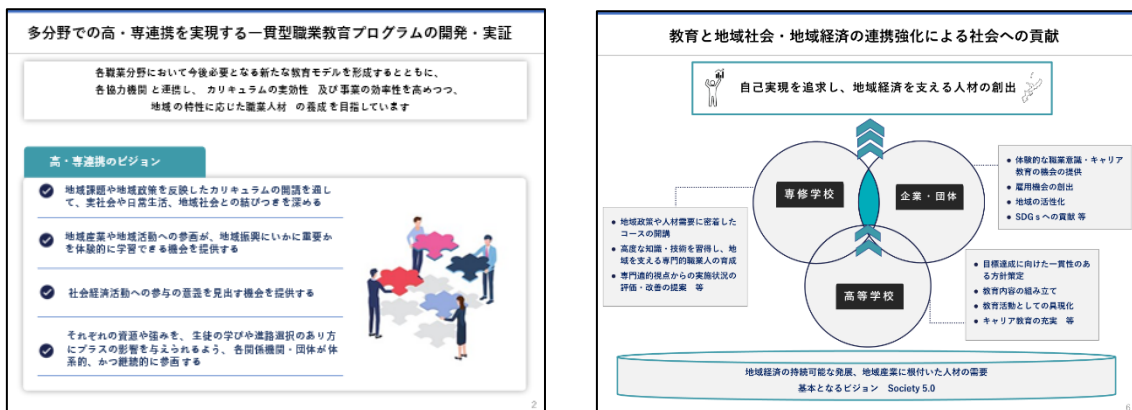 多分野での高・専連携を実現する一貫型職業教育プログラムの開発・実証
各職業分野において今後必要となる新たな教育モデルを形成するとともに、
各協力機関 と連携し、カリキュラムの実効性 及び事業の効率性を高めつつ、
地域の特性に応じた職業人材 の養成を目指しています
高・専連携のビジョン
地域課題や地域政策を反映したカリキュラムの開講を通し
て、実社会や日常生活、地域社会との結びつきを深める
地域産業や地域活動への参画が、地域振興にいかに重要か
を体験的に学習できる機会を提供する
社会経済活動への参与の意義を見出す機会を提供する
それぞれの資源や強みを、生徒の学びや進路選択のあり方
にプラスの影響を与えられるよう、各関係機関・団体が体
系的、かつ継続的に参画する
2
教育と地域社会・地域経済の連携強化による社会への貢献
自己実現を追求し、地域経済を支える人材の創出
専修学校
企業・団体
高等学校
体験的な職業意識・キャリア
教育の機会の提供
雇用機会の創出
地域の活性化
SDGsへの貢献 等
地域政策や人材需要に密着した
コースの開講
高度な知識・技術を習得し、地
域を支える専門的職業人の育成
専門道的視点からの実施状況の
評価・改善の提案 等
目標達成に向けた一貫性のあ
る方針策定
教育内容の組み立て
教育活動としての具現化
キャリア教育の充実 等
地域経済の持続可能な発展、地域産業に根付いた人材の需要
基本となるビジョン Society 5.0
6